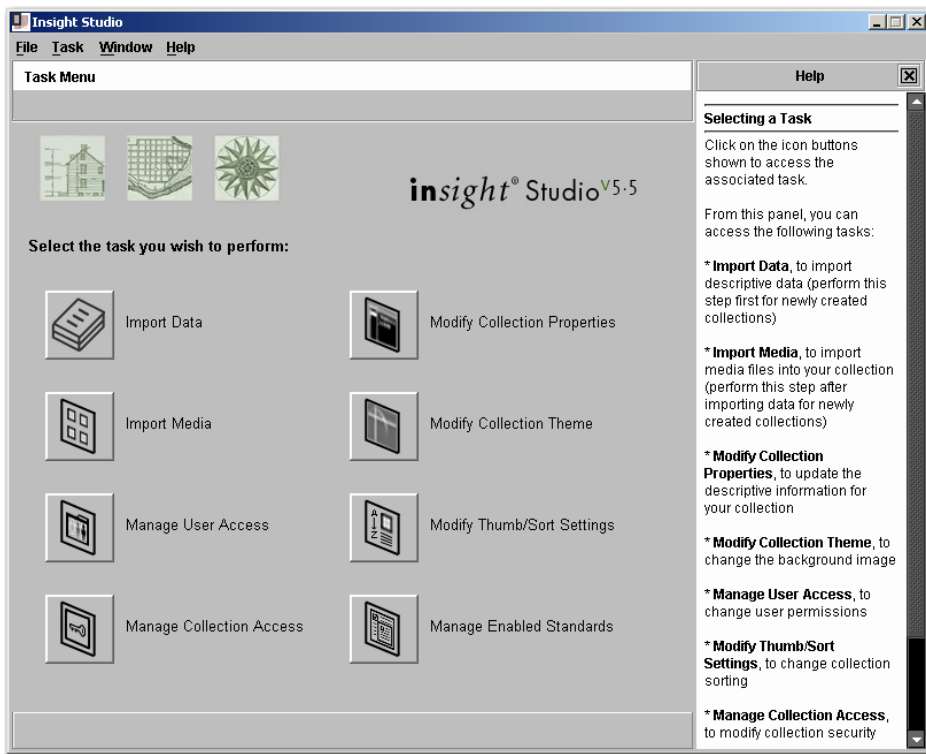 Insight Studio
File Task Window Help
Task Menu
insight® Studio V5·5
Select the task you wish to perform:
Import Data
Modify Collection Properties
Import Media
Modify Collection Theme
Manage User Access
Modify Thumb/Sort Settings
Manage Collection Access
Manage Enabled Standards
Help
Selecting a Task
Click on the icon buttons
shown to access the
associated task.
From this panel, you can
access the following tasks:
* Import Data, to import
descriptive data (perform this
step first for newly created
collections)
* Import Media, to import
media files into your collection
(perform this step after
importing data for newly
created collections)
* Modify Collection
Properties, to update the
descriptive information for
your collection
* Modify Collection Theme, to
change the background image
* Manage User Access, to
change user permissions
* Modify Thumb/Sort
Settings, to change collection
sorting
* Manage Collection Access,
to modify collection security